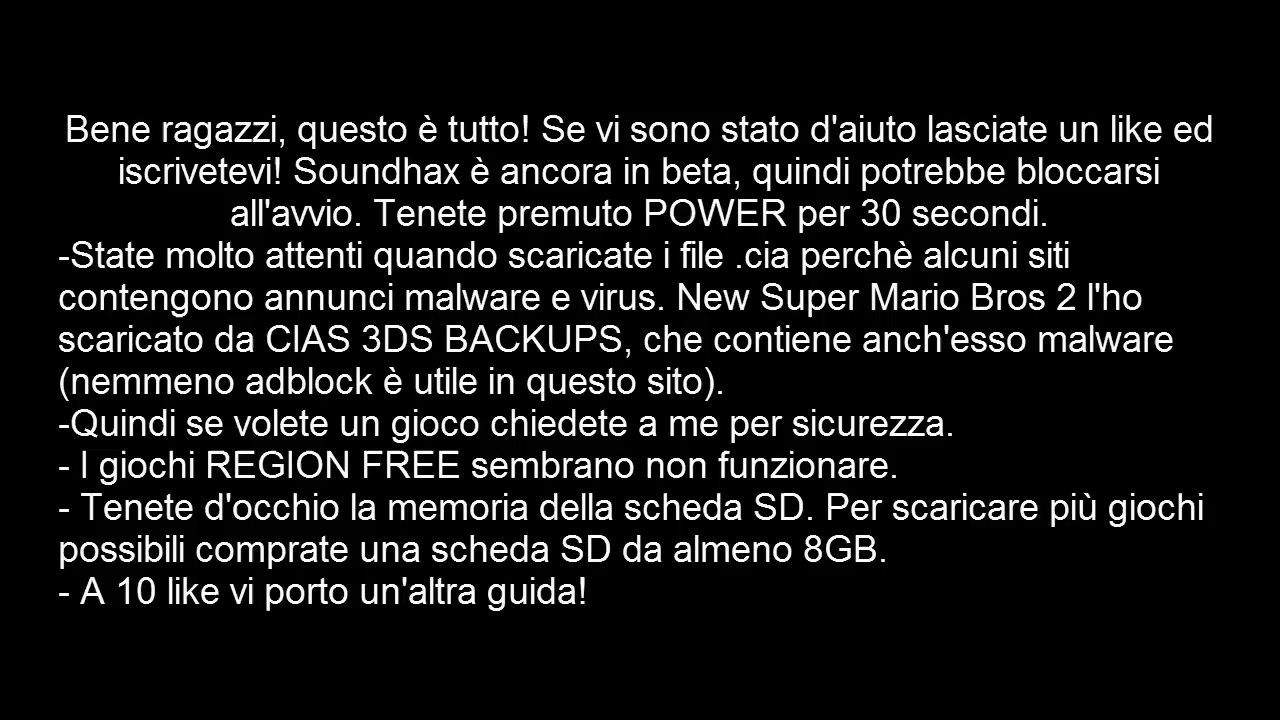 Bene ragazzi, questo è tutto! Se vi sono stato d'aiuto lasciate un like ed
iscrivetevi! Soundhax è ancora in beta, quindi potrebbe bloccarsi
all'avvio. Tenete premuto POWER per 30 secondi.
-State molto attenti quando scaricate i file .cia perchè alcuni siti
contengono annunci malware e virus. New Super Mario Bros 2 l'ho
scaricato da CIAS 3DS BACKUPS, che contiene anch'esso malware
(nemmeno adblock è utile in questo sito).
-Quindi se volete un gioco chiedete a me per sicurezza.
- I giochi REGION FREE sembrano non funzionare.
- Tenete d'occhio la memoria della scheda SD. Per scaricare più giochi
possibili comprate una scheda SD da almeno 8GB.
- A 10 like vi porto un'altra guida!